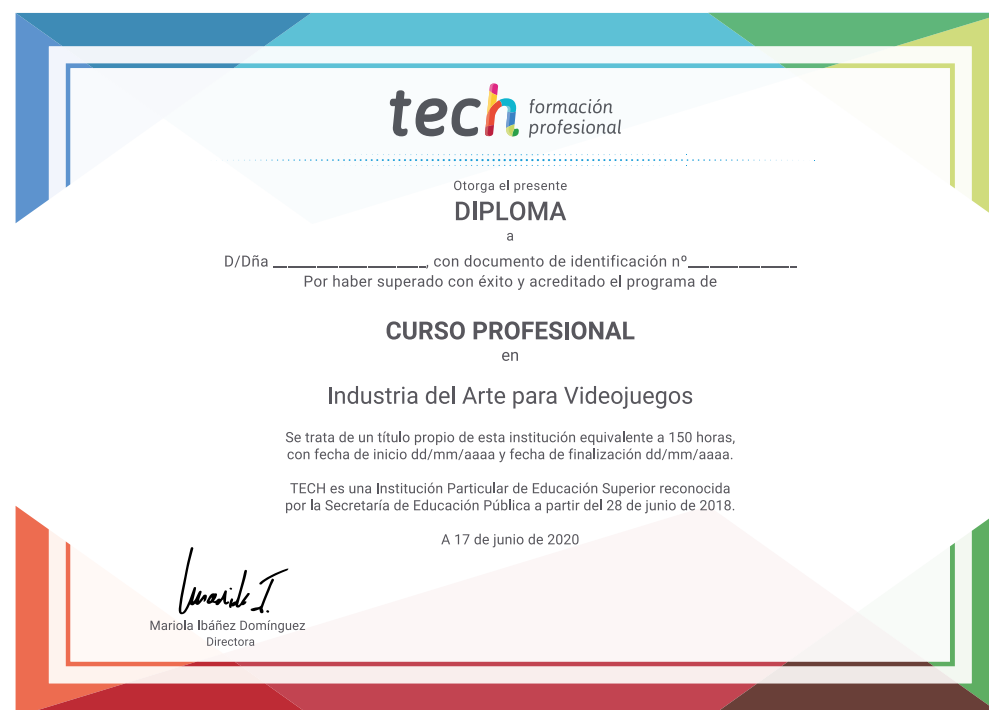 tech formación
profesional
Otorga el presente
DIPLOMA
a
D/Dña ____________________, con documento de identificación nº______________
Por haber superado con éxito y acreditado el programa de
CURSO PROFESIONAL
en
Industria del Arte para Videojuegos
Se trata de un título propio de esta institución equivalente a 150 horas,
con fecha de inicio dd/mm/aaaa y fecha de finalización dd/mm/aaaa.
TECH es una Institución Particular de Educación Superior reconocida
por la Secretaría de Educación Pública a partir del 28 de junio de 2018.
A 17 de junio de 2020
Mariola Ibáñez Domínguez
Directora